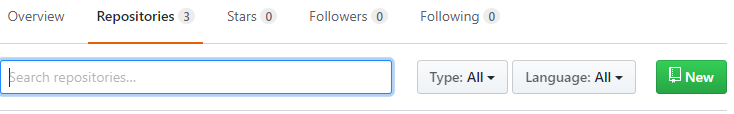 Overview Repositories 3 Stars 0 Followers 0 Following 0
Search repositories... Type: All Language: All New